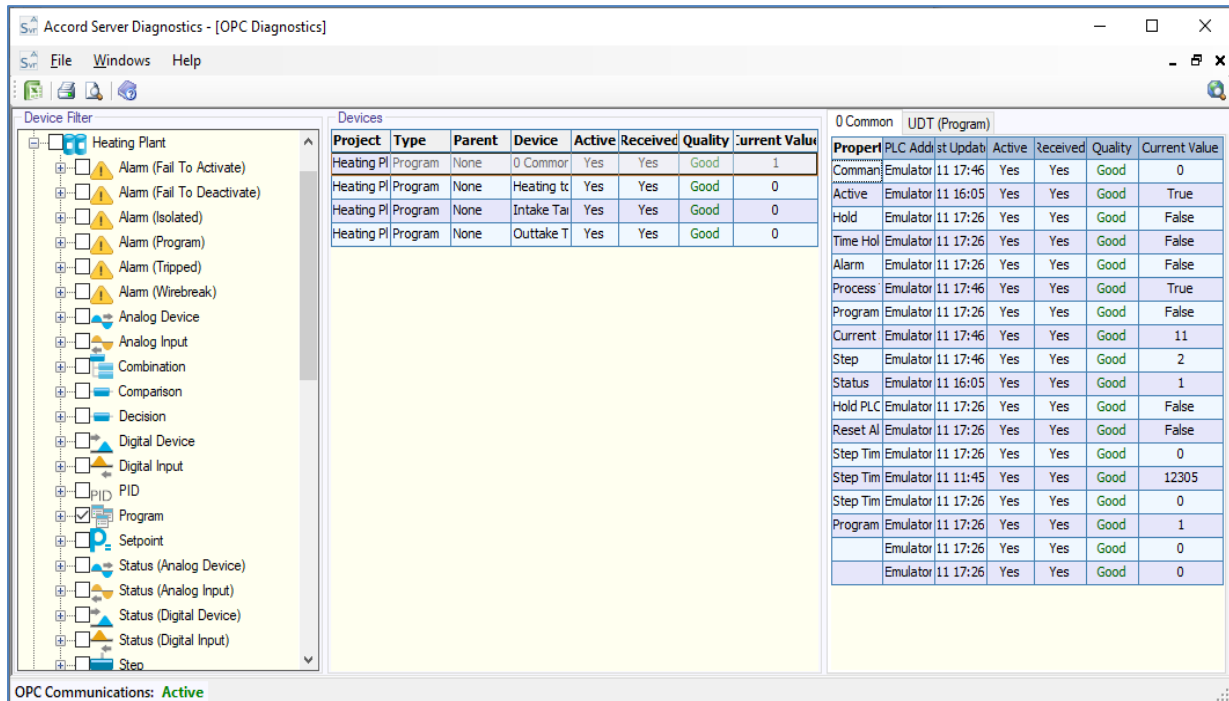 Accord Server Diagnostics - [OPC Diagnostics]
File Windows Help
Device Filter
Heating Plant
Alarm (Fail To Activate)
Alarm (Fail To Deactivate)
Alarm (Isolated)
Alarm (Program)
Alarm (Tripped)
Alarm (Wirebreak)
Analog Device
Analog Input
Combination
Comparison
Decision
Digital Device
Digital Input
PID PID
Program
Setpoint
Status (Analog Device)
Status (Analog Input)
Status (Digital Device)
Status (Digital Input)
Step
Devices
Project Type Parent Device Active Received Quality Current Value
Heating Pl Program None 0 Commor Yes Yes Good 1
Heating Pl Program None Heating to Yes Yes Good 0
Heating Pl Program None Intake Tar Yes Yes Good 0
Heating Pl Program None Outtake T Yes Yes Good 0
0 Common UDT (Program)
Properl PLC Addr st Updat Active Received Quality Current Value
Comman Emulator 11 17:46 Yes Yes Good 0
Active Emulator 11 16:05 Yes Yes Good True
Hold Emulator 11 17:26 Yes Yes Good False
Time Hol Emulator 11 17:26 Yes Yes Good False
Alarm Emulator 11 17:26 Yes Yes Good False
Process Emulator 11 17:46 Yes Yes Good True
Program Emulator 11 17:26 Yes Yes Good False
Current Emulator 11 17:46 Yes Yes Good 11
Step Emulator 11 17:46 Yes Yes Good 2
Status Emulator 11 16:05 Yes Yes Good 1
Hold PLC Emulator 11 17:26 Yes Yes Good False
Reset Al Emulator 11 17:26 Yes Yes Good False
Step Tim Emulator 11 17:26 Yes Yes Good 0
Step Tim Emulator 11 11:45 Yes Yes Good 12305
Step Tim Emulator 11 17:26 Yes Yes Good 0
Program Emulator 11 17:26 Yes Yes Good 1
Emulator 11 17:26 Yes Yes Good 0
Emulator 11 17:26 Yes Yes Good 0
OPC Communications: Active